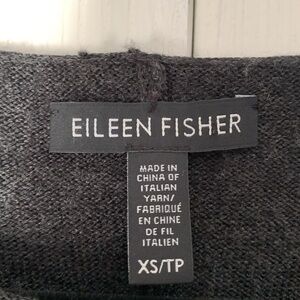 EILEEN FISHER
MADE IN
CHINA OF
ITALIAN
YARN/
FABRIQUÉ
EN CHINE
DE FIL
ITALIEN
XS/TP